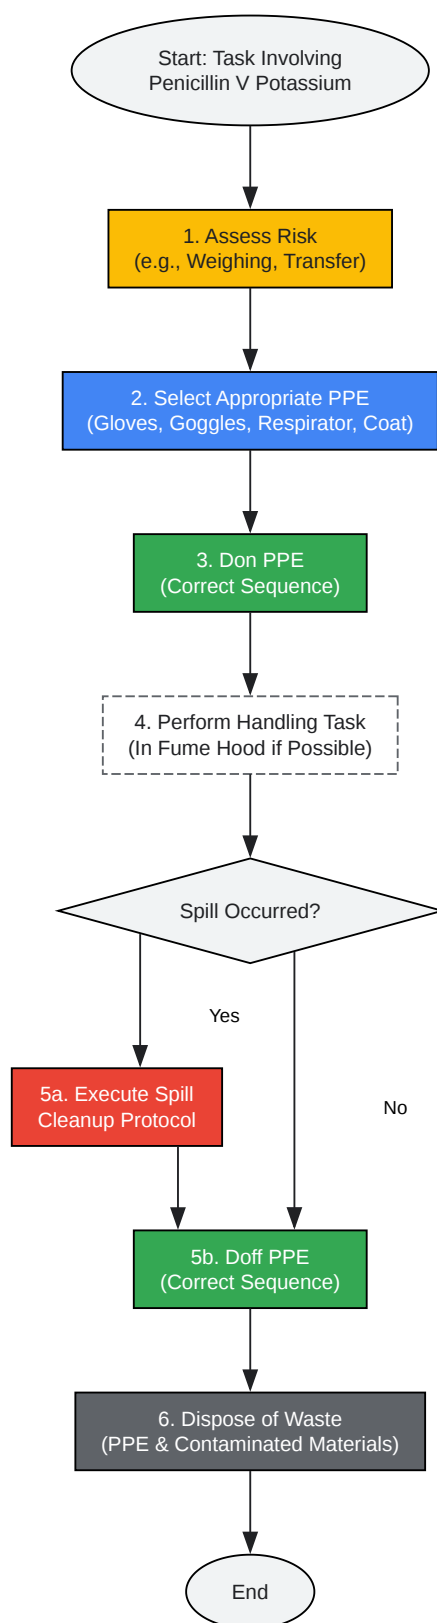 Start: Task Involving
Penicillin V Potassium
1. Assess Risk
(e.g., Weighing, Transfer)
2. Select Appropriate PPE
(Gloves, Goggles, Respirator, Coat)
3. Don PPE
(Correct Sequence)
4. Perform Handling Task
(In Fume Hood if Possible)
Spill Occurred?
Yes
5a. Execute Spill
Cleanup Protocol
No
5b. Doff PPE
(Correct Sequence)
6. Dispose of Waste
(PPE & Contaminated Materials)
End